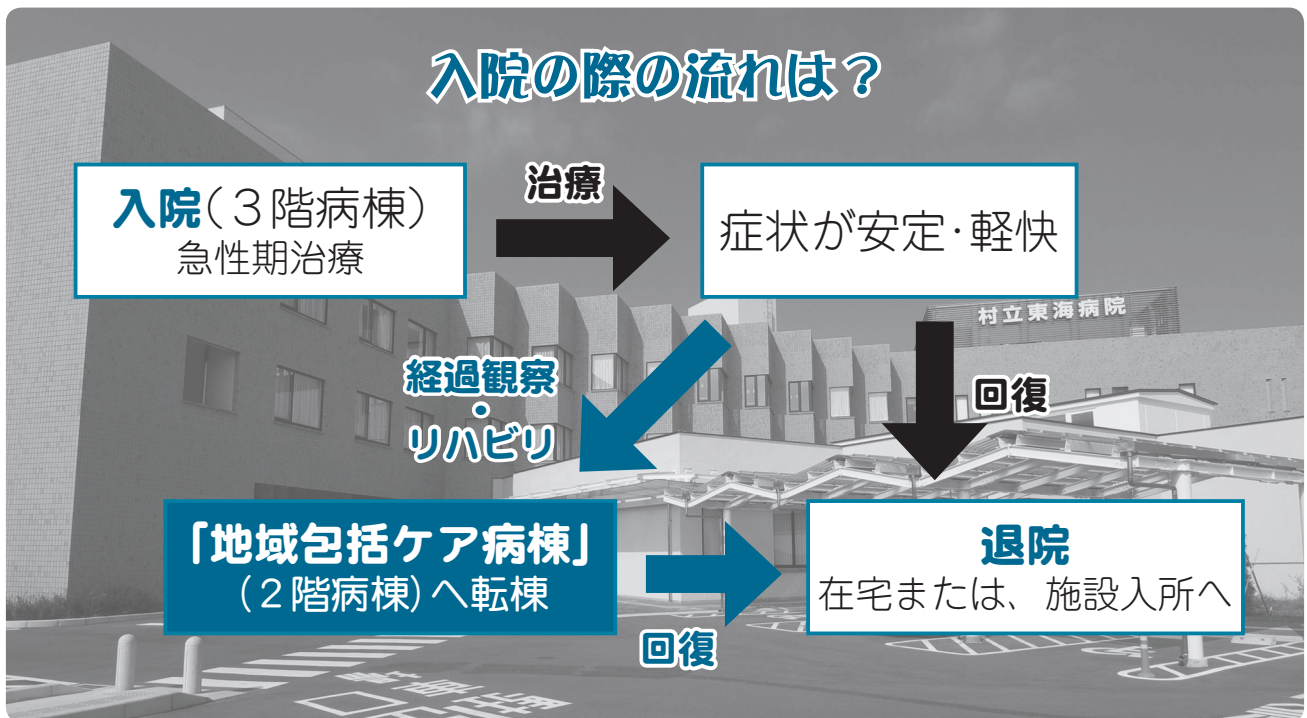 入院の際の流れは？
入院（３階病棟）
急性期治療
治療
症状が安定・軽快
村立東海病院
経過観察
・
リハビリ
回復
「地域包括ケア病棟」
（２階病棟）へ転棟
回復
退院
在宅または、施設入所へ